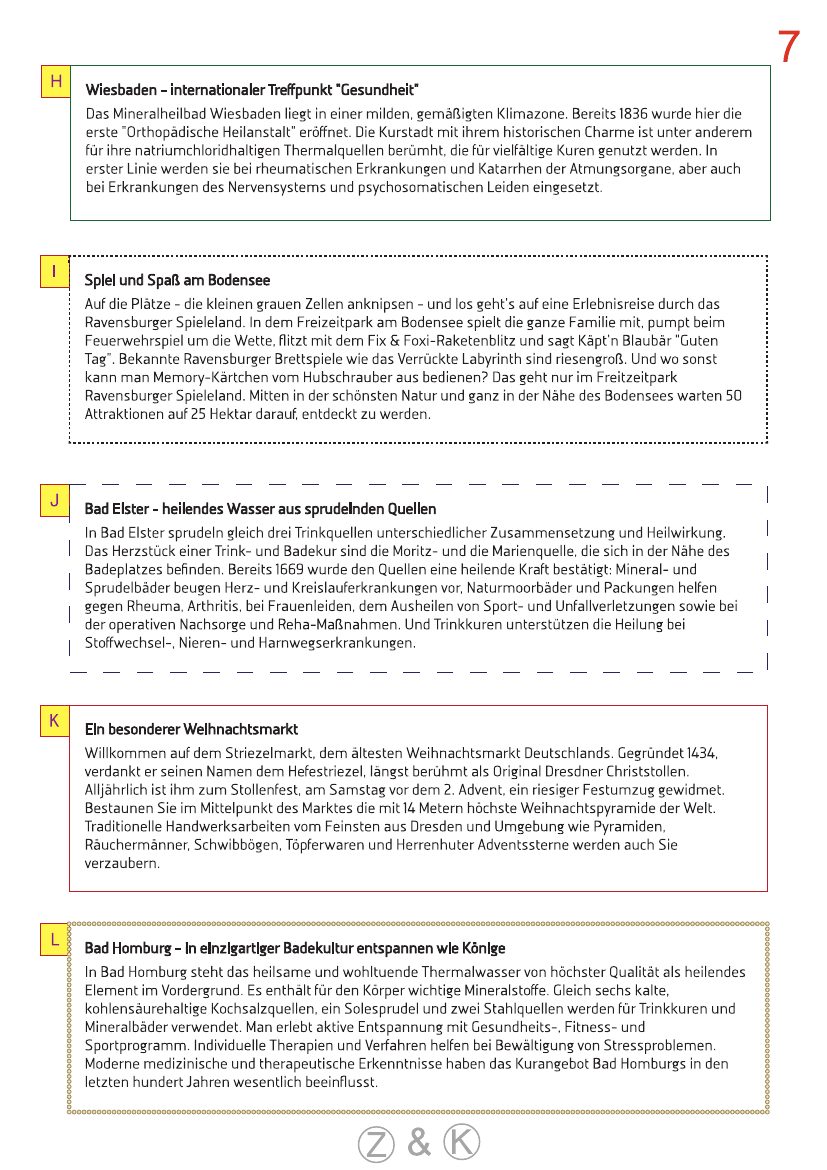 7
H
Wiesbaden - internationaler Treffpunkt "Gesundheit"
Das Mineralheilbad Wiesbaden liegt in einer milden, gemäßigten Klimazone. Bereits 1836 wurde hier die
erste "Orthopädische Heilanstalt" eröffnet. Die Kurstadt mit ihrem historischen Charme ist unter anderem
für ihre natriumchloridhaltigen Thermalquellen berümht, die für vielfältige Kuren genutzt werden. In
erster Linie werden sie bei rheumatischen Erkrankungen und Katarrhen der Atmungsorgane, aber auch
bei Erkrankungen des Nervensystems und psychosomatischen Leiden eingesetzt.
I
Spiel und Spaß am Bodensee
Auf die Plätze - die kleinen grauen Zellen anknipsen - und los geht's auf eine Erlebnisreise durch das
Ravensburger Spieleland. In dem Freizeitpark am Bodensee spielt die ganze Familie mit, pumpt beim
Feuerwehrspiel um die Wette, flitzt mit dem Fix & Foxi-Raketenblitz und sagt Käpt'n Blaubär "Guten
Tag". Bekannte Ravensburger Brettspiele wie das Verrückte Labyrinth sind riesengroß. Und wo sonst
kann man Memory-Kärtchen vom Hubschrauber aus bedienen? Das geht nur im Freitzeitpark
Ravensburger Spieleland. Mitten in der schönsten Natur und ganz in der Nähe des Bodensees warten 50
Attraktionen auf 25 Hektar darauf, entdeckt zu werden.
J
Bad Elster - heilendes Wasser aus sprudelnden Quellen
In Bad Elster sprudeln gleich drei Trinkquellen unterschiedlicher Zusammensetzung und Heilwirkung.
Das Herzstück einer Trink- und Badekur sind die Moritz- und die Marienquelle, die sich in der Nähe des
Badeplatzes befinden. Bereits 1669 wurde den Quellen eine heilende Kraft bestätigt: Mineral- und
Sprudelbäder beugen Herz- und Kreislauferkrankungen vor, Naturmoorbäder und Packungen helfen
gegen Rheuma, Arthritis, bei Frauenleiden, dem Ausheilen von Sport- und Unfallverletzungen sowie bei
der operativen Nachsorge und Reha-Maßnahmen. Und Trinkkuren unterstützen die Heilung bei
Stoffwechsel-, Nieren- und Harnwegserkrankungen.
K
Ein besonderer Weihnachtsmarkt
Willkommen auf dem Striezelmarkt, dem ältesten Weihnachtsmarkt Deutschlands. Gegründet 1434,
verdankt er seinen Namen dem Hefestriezel, längst berühmt als Original Dresdner Christstollen.
Alljährlich ist ihm zum Stollenfest, am Samstag vor dem 2. Advent, ein riesiger Festumzug gewidmet.
Bestaunen Sie im Mittelpunkt des Marktes die mit 14 Metern höchste Weihnachtspyramide der Welt.
Traditionelle Handwerksarbeiten vom Feinsten aus Dresden und Umgebung wie Pyramiden,
Räuchermänner, Schwibbögen, Töpferwaren und Herrenhuter Adventssterne werden auch Sie
verzaubern.
L
Bad Homburg - in einzigartiger Badekultur entspannen wie Könige
In Bad Homburg steht das heilsame und wohltuende Thermalwasser von höchster Qualität als heilendes
Element im Vordergrund. Es enthält für den Körper wichtige Mineralstoffe. Gleich sechs kalte,
kohlensäurehaltige Kochsalzquellen, ein Solesprudel und zwei Stahlquellen werden für Trinkkuren und
Mineralbäder verwendet. Man erlebt aktive Entspannung mit Gesundheits-, Fitness- und
Sportprogramm. Individuelle Therapien und Verfahren helfen bei Bewältigung von Stressproblemen.
Moderne medizinische und therapeutische Erkenntnisse haben das Kurangebot Bad Homburgs in den
letzten hundert Jahren wesentlich beeinflusst.
Z & K